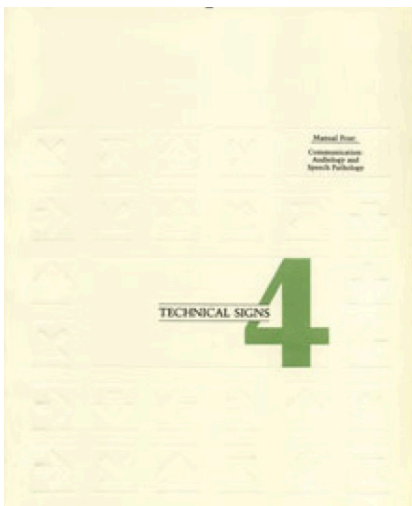 Manual Four:
Communication:
Audiology and
Speech Pathology
TECHNICAL SIGNS 4